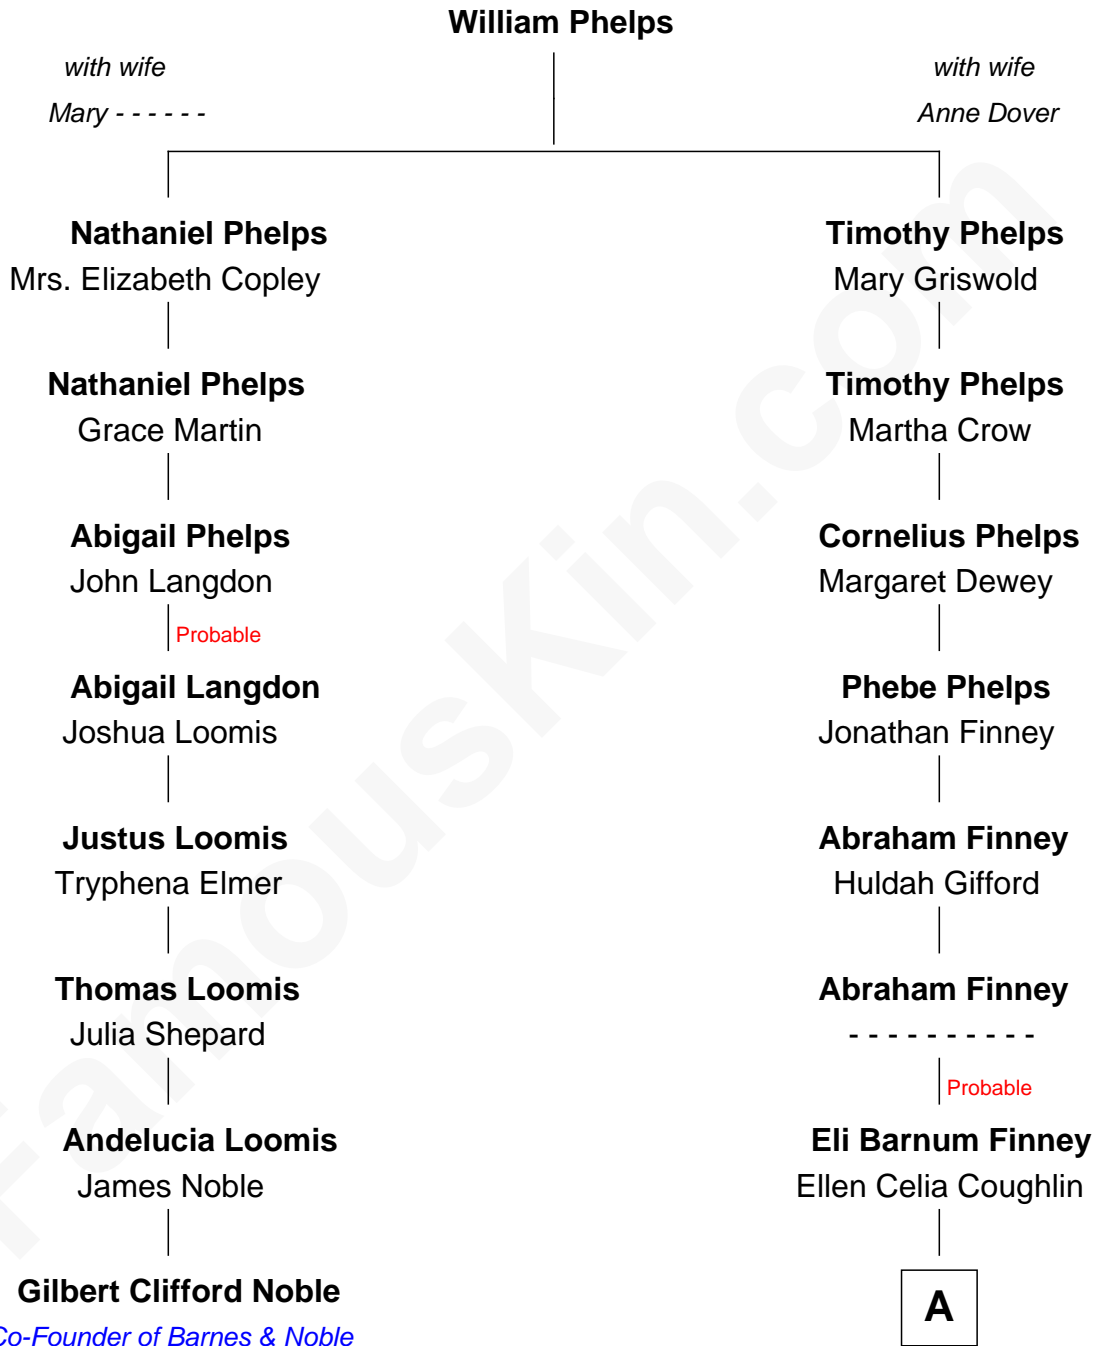 William Phelps
with wife
Mary - - - - - -
with wife
Anne Dover
Nathaniel Phelps
Mrs. Elizabeth Copley
Timothy Phelps
Mary Griswold
Nathaniel Phelps
Grace Martin
Timothy Phelps
Martha Crow
Abigail Phelps
John Langdon
Cornelius Phelps
Margaret Dewey
Probable
Abigail Langdon
Joshua Loomis
Phebe Phelps
Jonathan Finney
Justus Loomis
Tryphena Elmer
Abraham Finney
Huldah Gifford
Thomas Loomis
Julia Shepard
Abraham Finney
- - - - - - - - - -
Probable
Andelucia Loomis
James Noble
Eli Barnum Finney
Ellen Celia Coughlin
Gilbert Clifford Noble
Co-Founder of Barnes & Noble
A
FamousKin.com